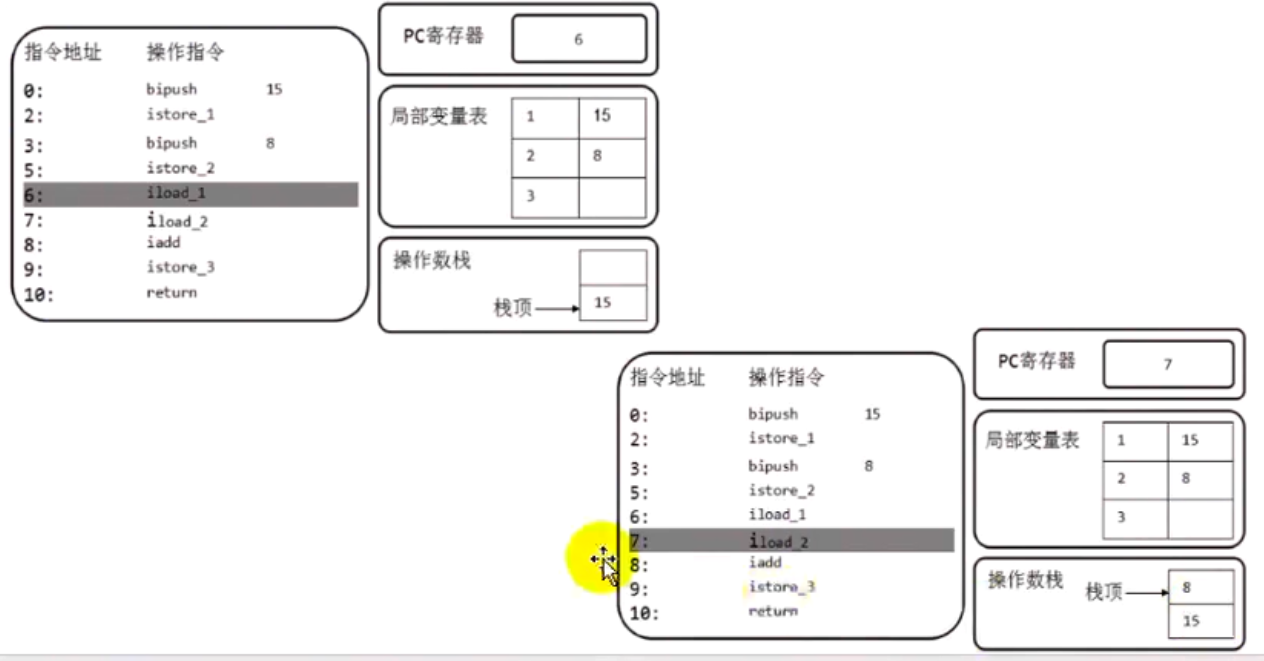 指令地址 操作指令
0: bipush 15
2: istore_1
3: bipush 8
5: istore_2
6: iload_1
7: iload_2
8: iadd
9: istore_3
10: return
PC寄存器 6
局部变量表 1 15
2 8
3
操作数栈
栈顶 15
指令地址 操作指令
0: bipush 15
2: istore_1
3: bipush 8
5: istore_2
6: iload_1
7: iload_2
8: iadd
9: istore_3
10: return
PC寄存器 7
局部变量表 1 15
2 8
3
操作数栈 栈顶 8
15